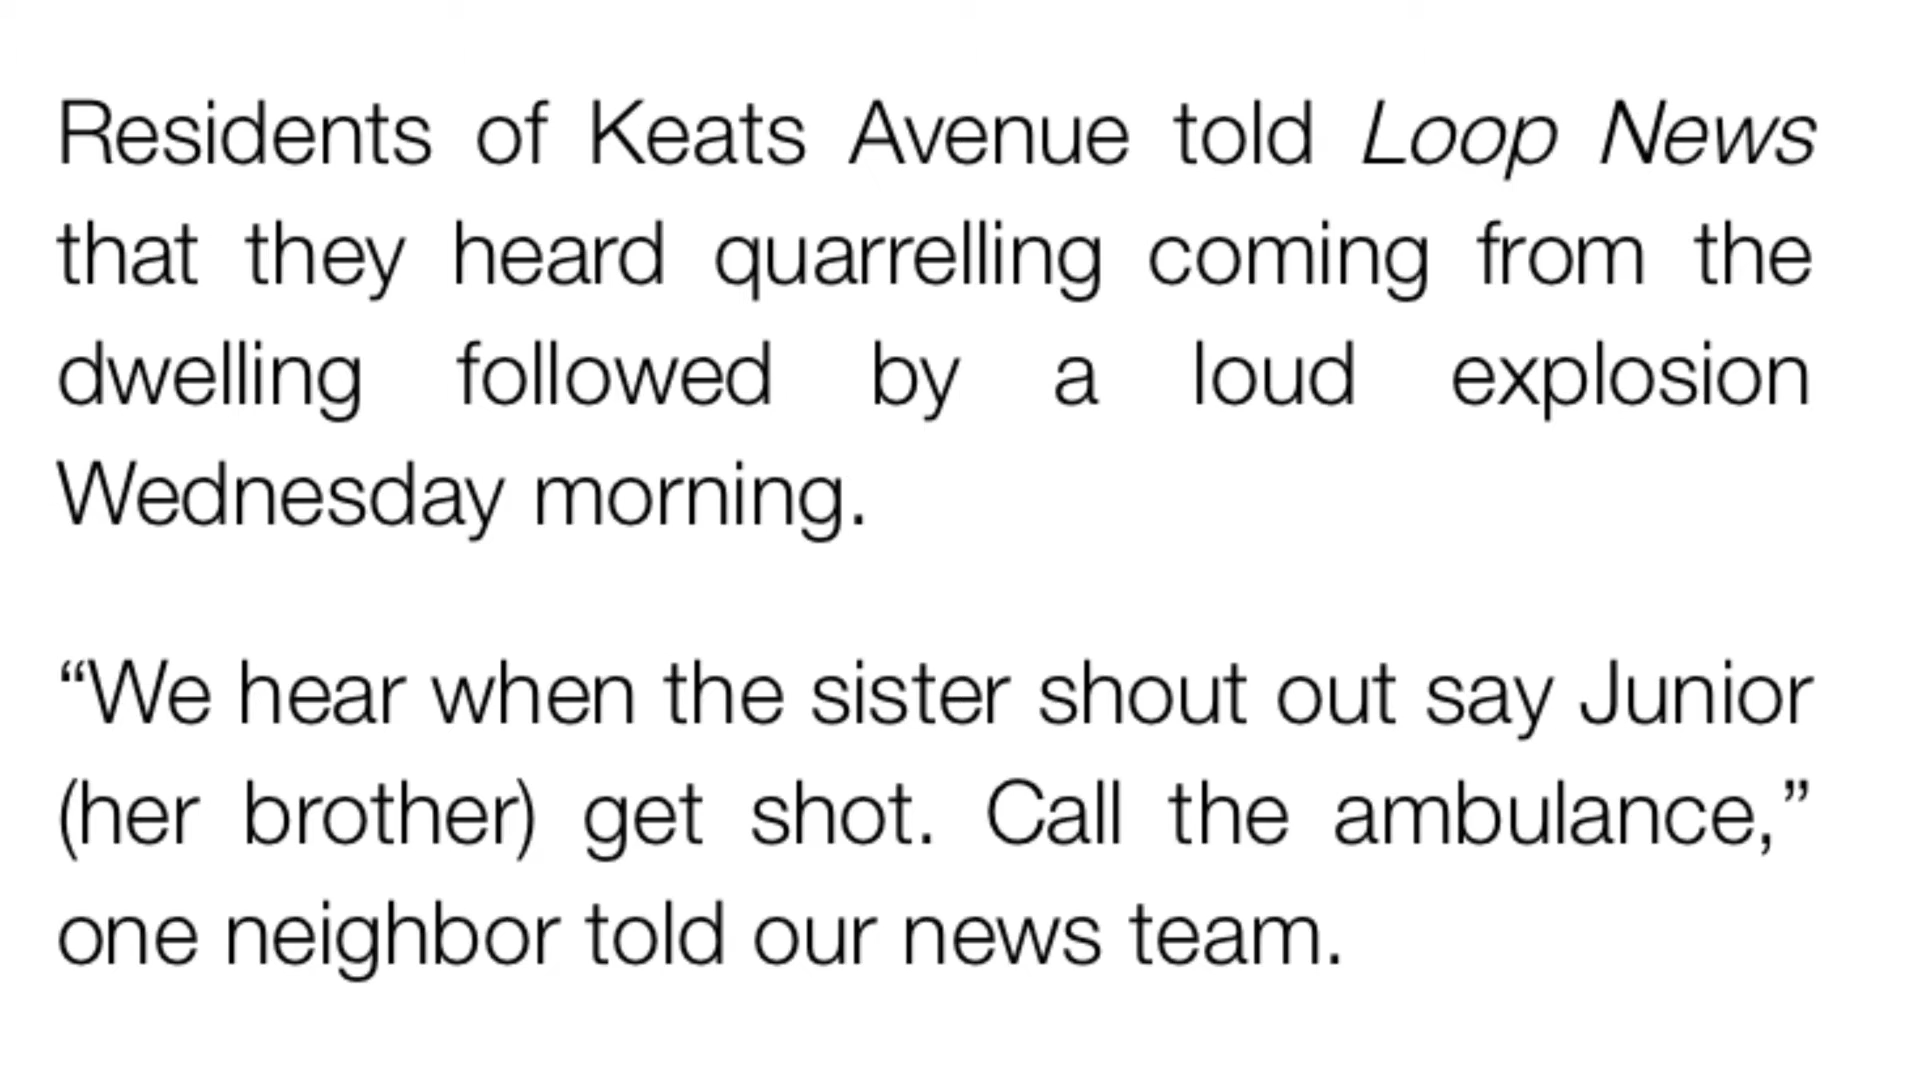 Residents of Keats Avenue told Loop News
that they heard quarrelling coming from the
dwelling followed by a loud explosion
Wednesday morning.
“We hear when the sister shout out say Junior
(her brother) get shot. Call the ambulance,”
one neighbor told our news team.